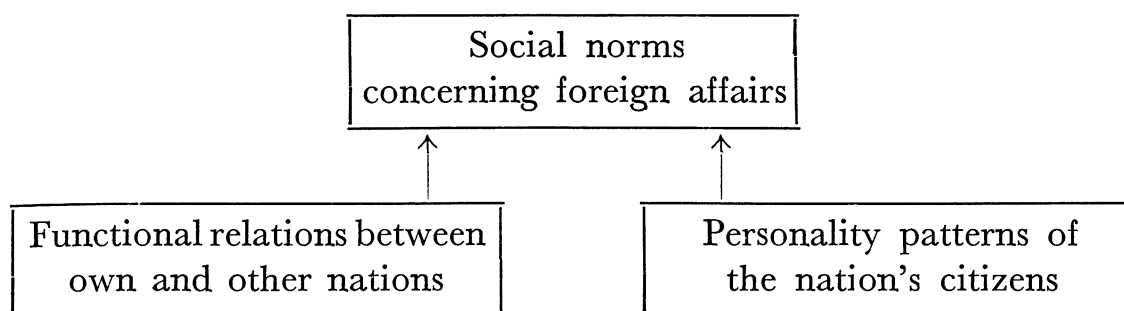 Social norms
concerning foreign affairs
Functional relations between
own and other nations
Personality patterns of
the nation's citizens